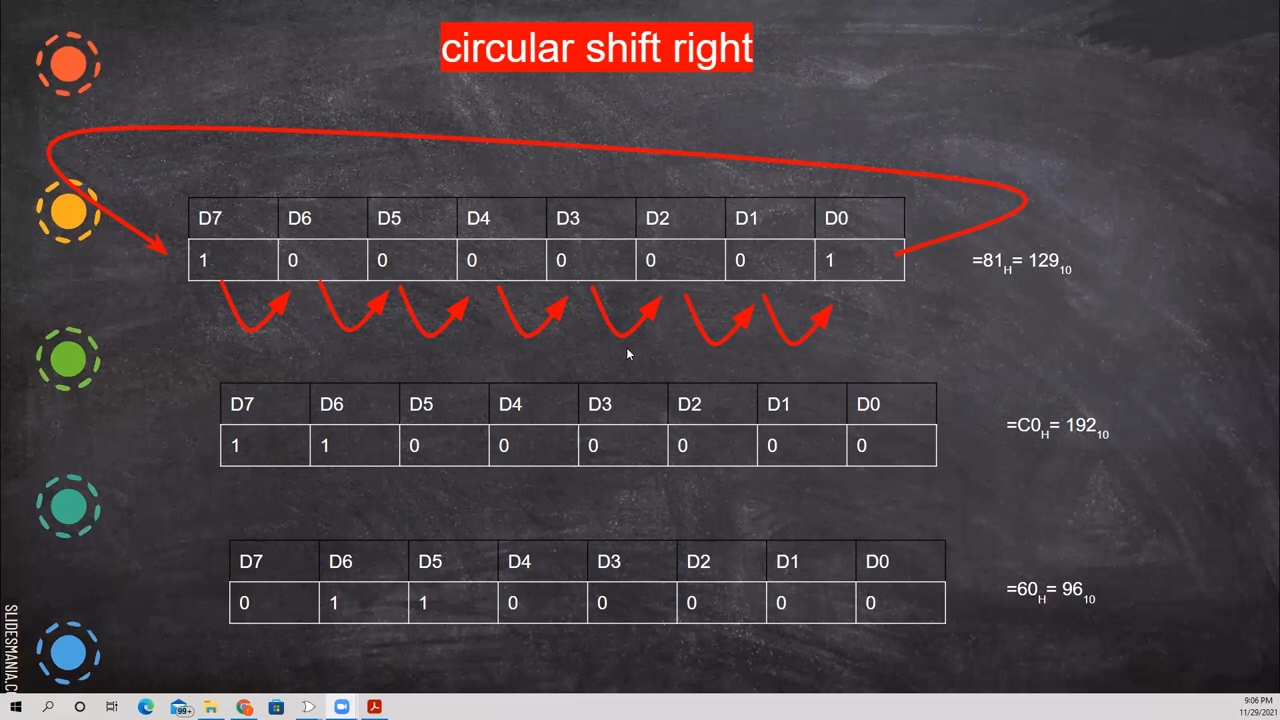 circular shift right
D7 D6 D5 D4 D3 D2 D1 D0
1 0 0 0 0 0 0 1
=81H= 12910
D7 D6 D5 D4 D3 D2 D1 D0
1 1 0 0 0 0 0 0
=C0H= 19210
D7 D6 D5 D4 D3 D2 D1 D0
0 1 1 0 0 0 0 0
=60H= 9610
SLIDESMANIA.C
99+
9:06 PM
11/29/2021